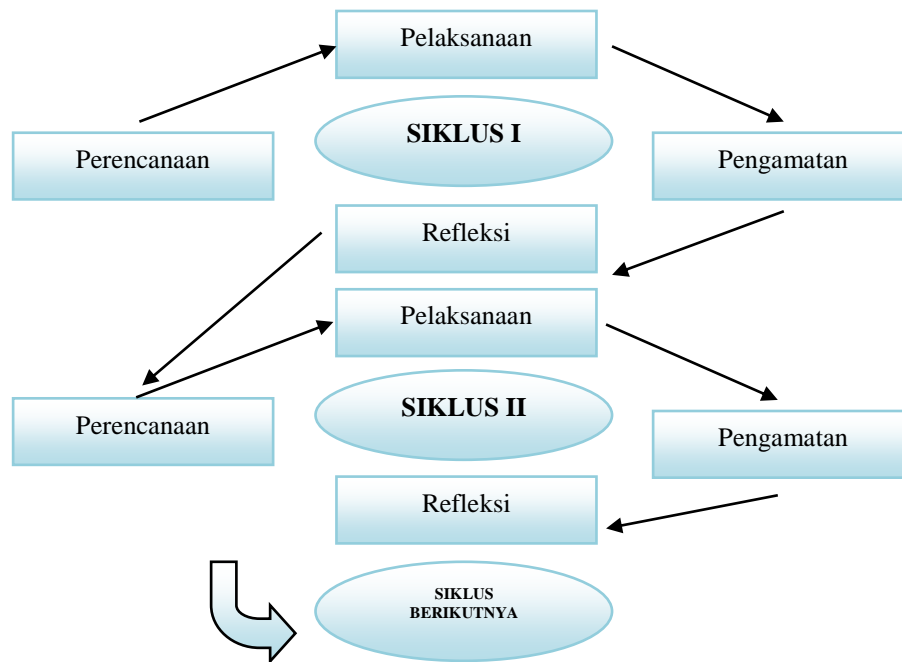 Pelaksanaan
SIKLUS I
Perencanaan
Pengamatan
Refleksi
Pelaksanaan
SIKLUS II
Perencanaan
Pengamatan
Refleksi
SIKLUS
BERIKUTNYA